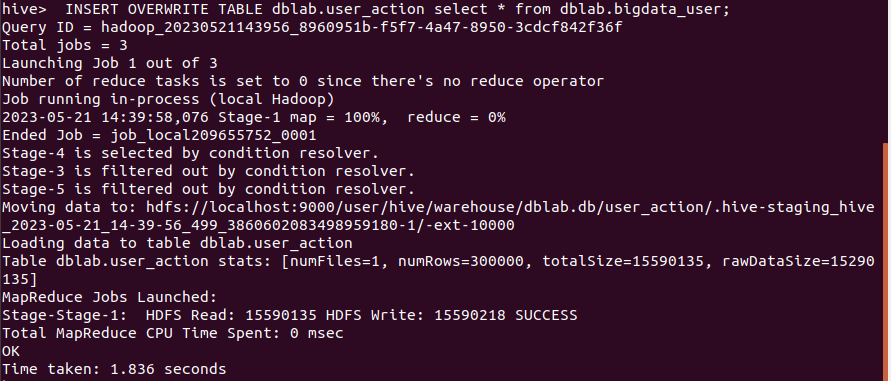 hive>  INSERT OVERWRITE TABLE dblab.user_action select * from dblab.bigdata_user;
Query ID = hadoop_20230521143956_8960951b-f5f7-4a47-8950-3cdcf842f36f
Total jobs = 3
Launching Job 1 out of 3
Number of reduce tasks is set to 0 since there's no reduce operator
Job running in-process (local Hadoop)
2023-05-21 14:39:58,076 Stage-1 map = 100%,  reduce = 0%
Ended Job = job_local209655752_0001
Stage-4 is selected by condition resolver.
Stage-3 is filtered out by condition resolver.
Stage-5 is filtered out by condition resolver.
Moving data to: hdfs://localhost:9000/user/hive/warehouse/dblab.db/user_action/.hive-staging_hive
_2023-05-21_14-39-56_499_3860602083498959180-1/-ext-10000
Loading data to table dblab.user_action
Table dblab.user_action stats: [numFiles=1, numRows=300000, totalSize=15590135, rawDataSize=15290
135]
MapReduce Jobs Launched:
Stage-Stage-1:  HDFS Read: 15590135 HDFS Write: 15590218 SUCCESS
Total MapReduce CPU Time Spent: 0 msec
OK
Time taken: 1.836 seconds